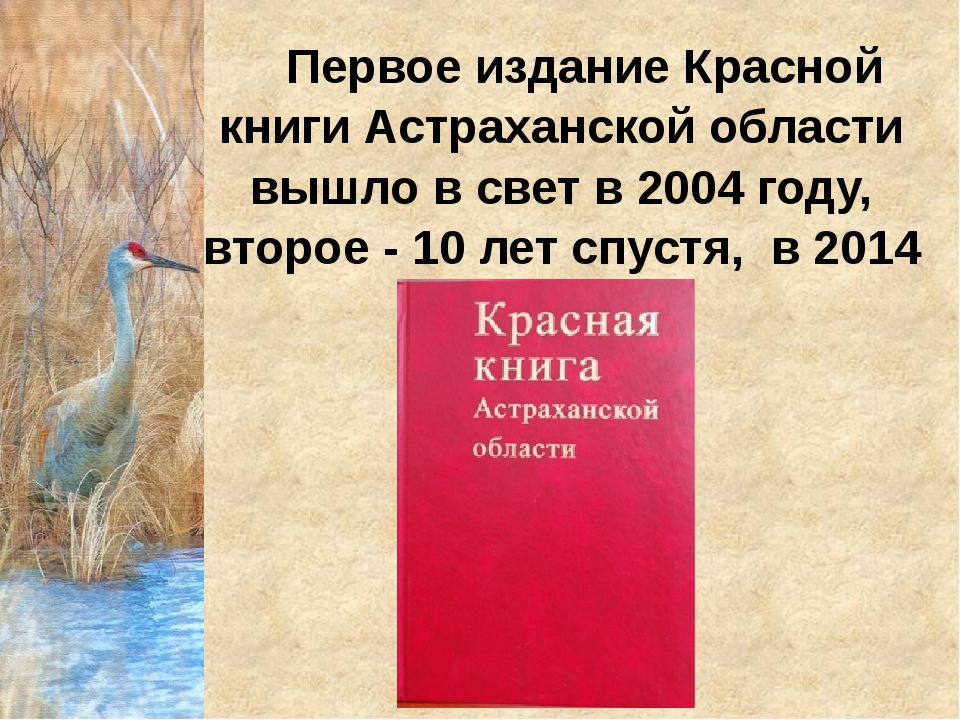 Первое издание Красной
книги Астраханской области
вышло в свет в 2004 году,
второе - 10 лет спустя,  в 2014
Красная
книга
Астраханской
области